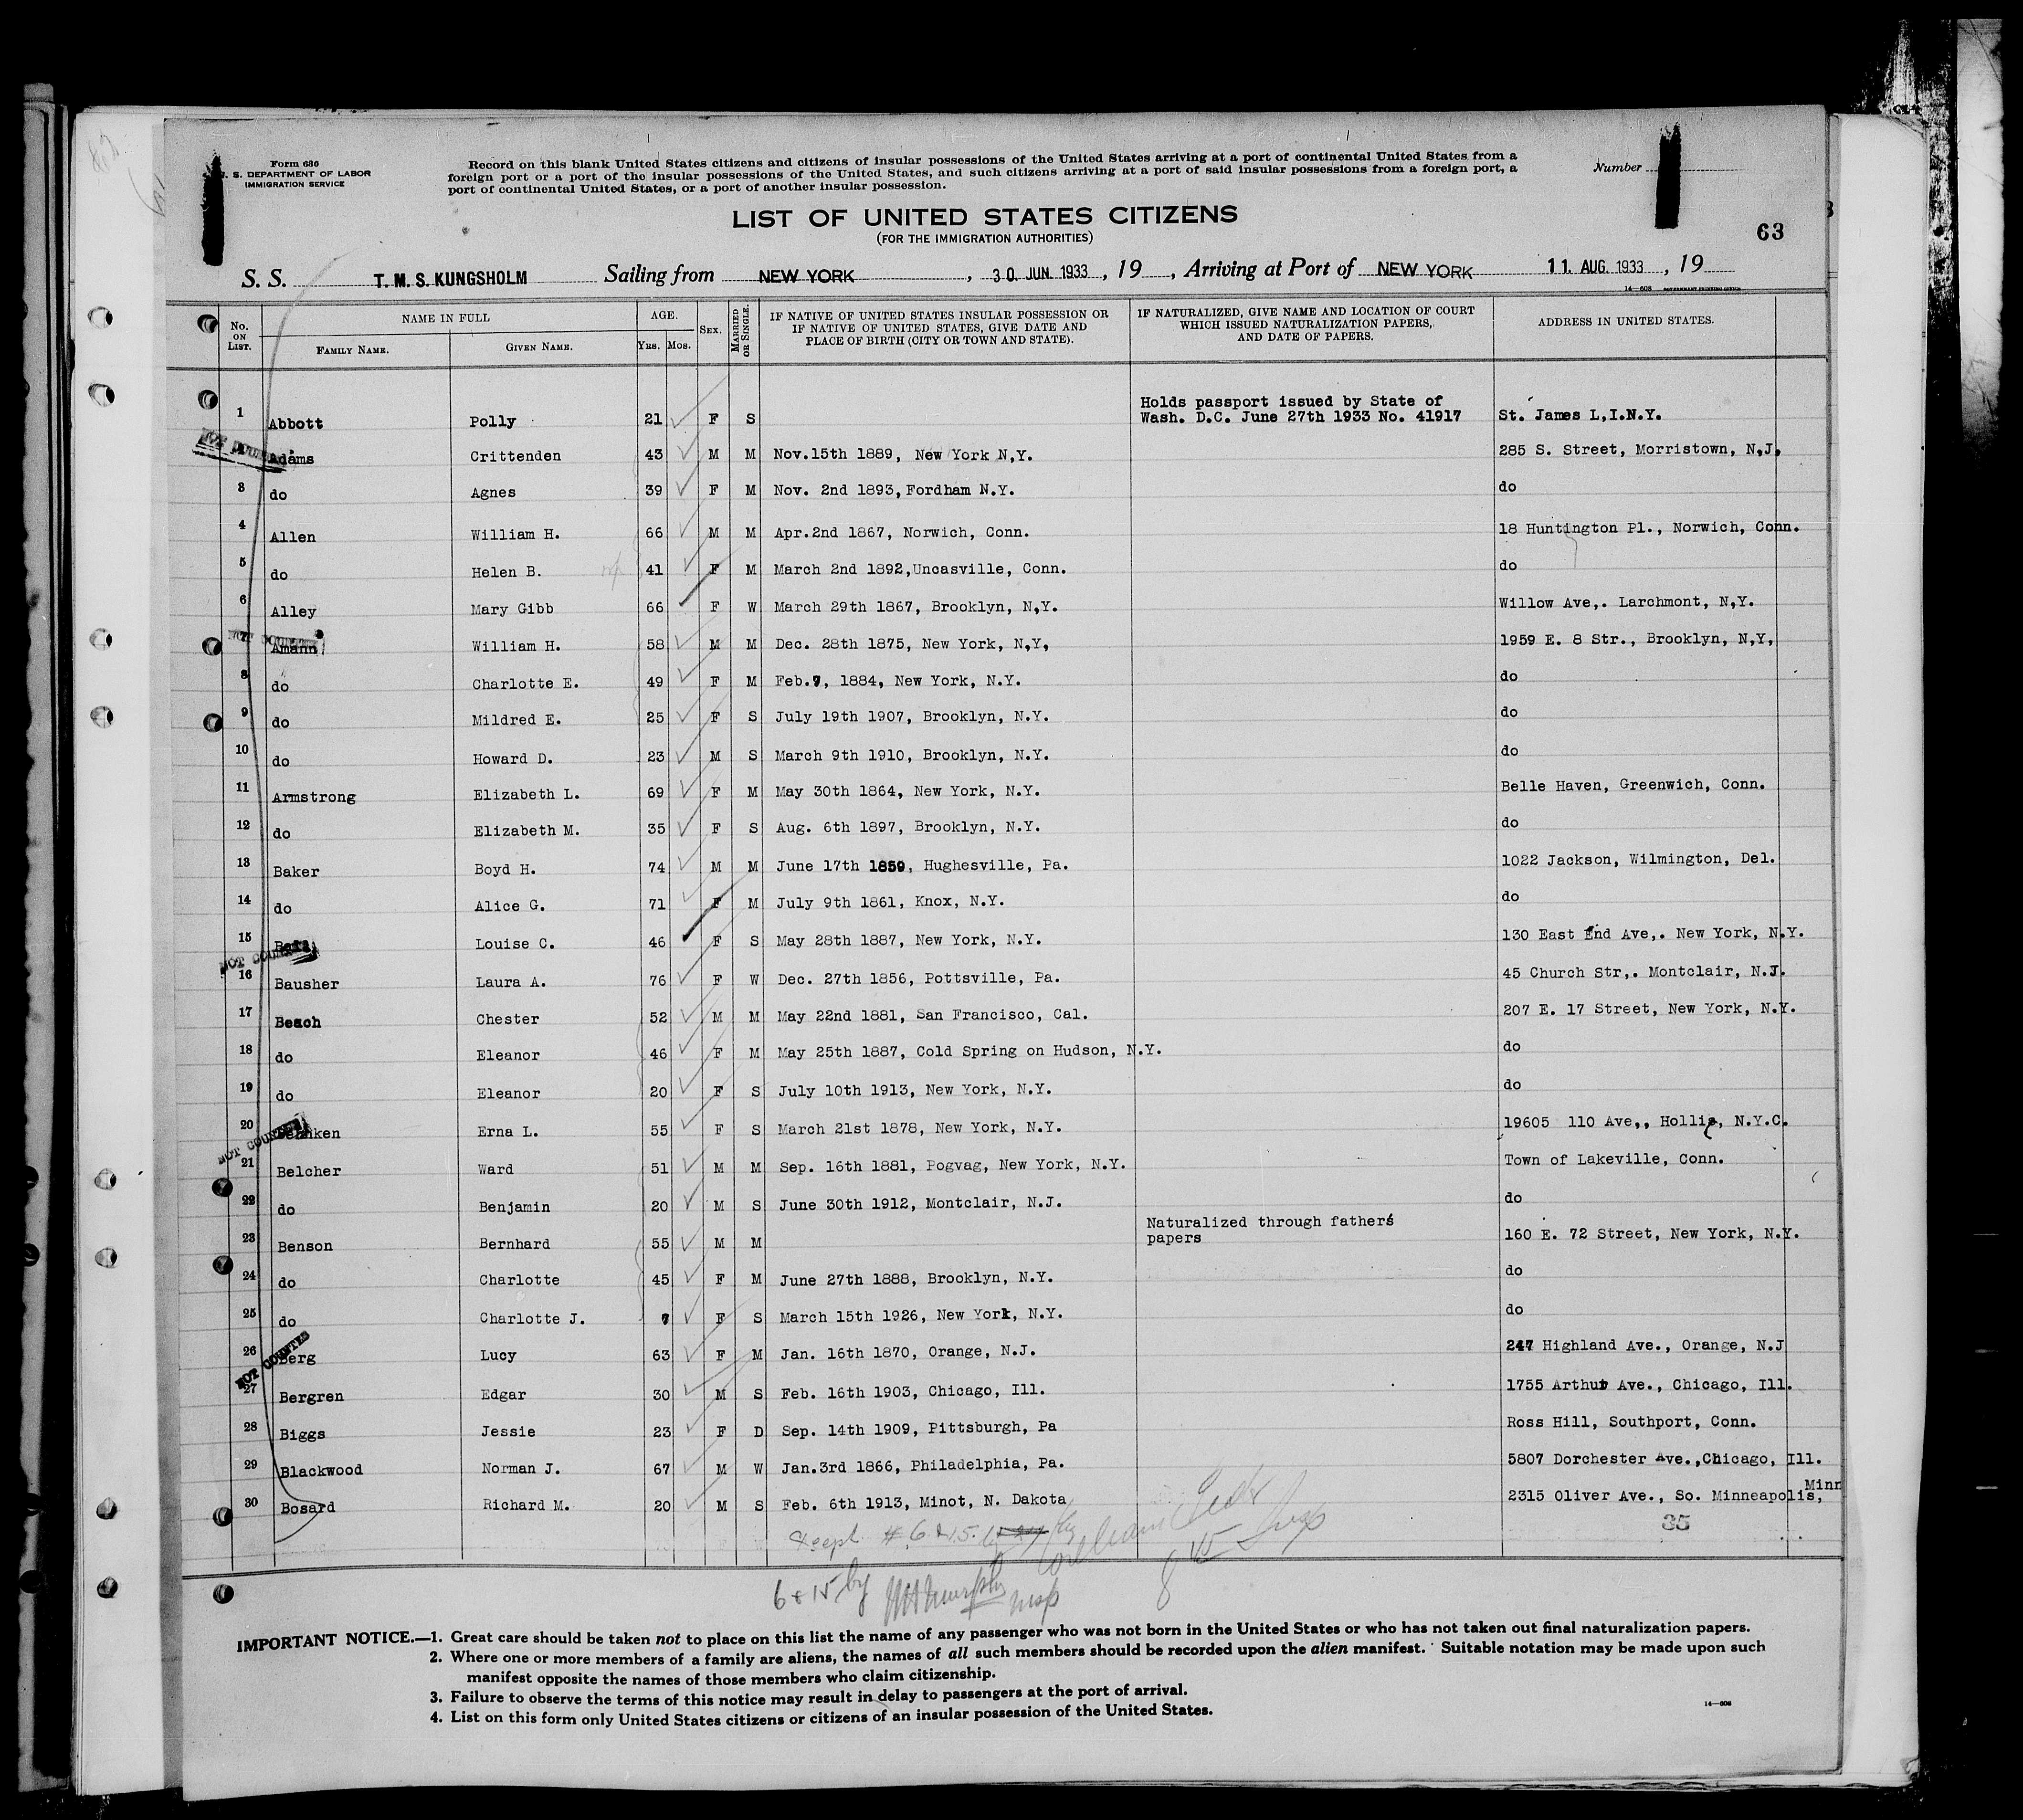 Form 630
U. S. DEPARTMENT OF LABOR
IMMIGRATION SERVICE
Record on this blank United States citizens and citizens of insular possessions of the United States arriving at a port of continental United States from a
foreign port or a port of the insular possessions of the United States, and such citizens arriving at a port of said insular possessions from a foreign port, a
port of continental United States, or a port of another insular possession.
Number
LIST OF UNITED STATES CITIZENS
(FOR THE IMMIGRATION AUTHORITIES)
63
S. S. T. M. S. KUNGSHOLM Sailing from NEW YORK, 30. JUN. 1933, 19, Arriving at Port of NEW YORK 11. AUG. 1933, 19
14—608 GOVERNMENT PRINTING OFFICE
No. ON LIST. NAME IN FULL FAMILY NAME. GIVEN NAME. AGE. YRS. MOS. SEX. MARRIED OR SINGLE. IF NATIVE OF UNITED STATES INSULAR POSSESSION OR IF NATIVE OF UNITED STATES, GIVE DATE AND PLACE OF BIRTH (CITY OR TOWN AND STATE). IF NATURALIZED, GIVE NAME AND LOCATION OF COURT WHICH ISSUED NATURALIZATION PAPERS, AND DATE OF PAPERS. ADDRESS IN UNITED STATES.
Holds passport issued by State of
1 Abbott Polly 21 F S Wash. D.C. June 27th 1933 No. 41917 St. James L,I.N.Y.
Adams Crittenden 43 M M Nov.15th 1889, New York N,Y. 285 S. Street, Morristown, N.J,
3 do Agnes 39 F M Nov. 2nd 1893, Fordham N.Y. do
4 Allen William H. 66 M M Apr.2nd 1867, Norwich, Conn. 18 Huntington Pl., Norwich, Conn.
5 do Helen B. 41 F M March 2nd 1892,Uncasville, Conn. do
6 Alley Mary Gibb 66 F W March 29th 1867, Brooklyn, N,Y. Willow Ave,. Larchmont, N,Y.
7 Amann William H. 58 M M Dec. 28th 1875, New York, N,Y, 1959 E. 8 Str., Brooklyn, N,Y,
8 do Charlotte E. 49 F M Feb.7, 1884, New York, N.Y. do
9 do Mildred E. 25 F S July 19th 1907, Brooklyn, N.Y. do
10 do Howard D. 23 M S March 9th 1910, Brooklyn, N.Y. do
11 Armstrong Elizabeth L. 69 F M May 30th 1864, New York, N.Y. Belle Haven, Greenwich, Conn.
12 do Elizabeth M. 35 F S Aug. 6th 1897, Brooklyn, N.Y. do
13 Baker Boyd H. 74 M M June 17th 1859, Hughesville, Pa. 1022 Jackson, Wilmington, Del.
14 do Alice G. 71 F M July 9th 1861, Knox, N.Y. do
15 Louise C. 46 F S May 28th 1887, New York, N.Y. 130 East End Ave,. New York, N.Y.
NOT COUNTED
16 Bausher Laura A. 76 F W Dec. 27th 1856, Pottsville, Pa. 45 Church Str,. Montclair, N.J.
17 Beach Chester 52 M M May 22nd 1881, San Francisco, Cal. 207 E. 17 Street, New York, N.Y.
18 do Eleanor 46 F M May 25th 1887, Cold Spring on Hudson, N.Y. do
19 do Eleanor 20 F S July 10th 1913, New York, N.Y. do
20 Erna L. 55 F S March 21st 1878, New York, N.Y. 19605 110 Ave,, Hollis, N.Y.C.
NOT COUNTED
21 Belcher Ward 51 M M Sep. 16th 1881, Pogvag, New York, N.Y. Town of Lakeville, Conn.
22 do Benjamin 20 M S June 30th 1912, Montclair, N.J. do
Naturalized through father's
23 Benson Bernhard 55 M M papers 160 E. 72 Street, New York, N.Y.
24 do Charlotte 45 F M June 27th 1888, Brooklyn, N.Y. do
25 do Charlotte J. 7 F S March 15th 1926, New York, N.Y. do
26 Berg Lucy 63 F M Jan. 16th 1870, Orange, N.J. 247 Highland Ave., Orange, N.J
NOT COUNTED
27 Bergren Edgar 30 M S Feb. 16th 1903, Chicago, Ill. 1755 Arthur Ave., Chicago, Ill.
28 Biggs Jessie 23 F D Sep. 14th 1909, Pittsburgh, Pa Ross Hill, Southport, Conn.
29 Blackwood Norman J. 67 M W Jan.3rd 1866, Philadelphia, Pa. 5807 Dorchester Ave.,Chicago, Ill.
30 Bosard Richard M. 20 M S Feb. 6th 1913, Minot, N. Dakota 2315 Oliver Ave., So. Minneapolis, Minn
35
6 + 15 by
IMPORTANT NOTICE.—1. Great care should be taken not to place on this list the name of any passenger who was not born in the United States or who has not taken out final naturalization papers.
2. Where one or more members of a family are aliens, the names of all such members should be recorded upon the alien manifest. Suitable notation may be made upon such
manifest opposite the names of those members who claim citizenship.
3. Failure to observe the terms of this notice may result in delay to passengers at the port of arrival.
4. List on this form only United States citizens or citizens of an insular possession of the United States.
14—608